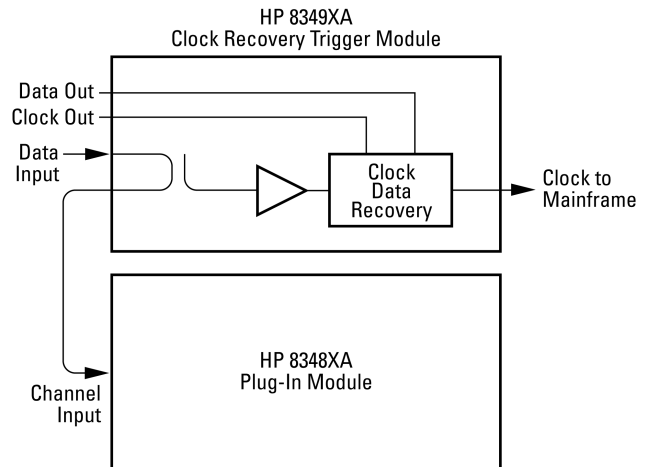 HP 8349XA
Clock Recovery Trigger Module
Data Out
Clock Out
Data
Input
Clock
Data
Recovery
Clock to
Mainframe
HP 8348XA
Plug-In Module
Channel
Input